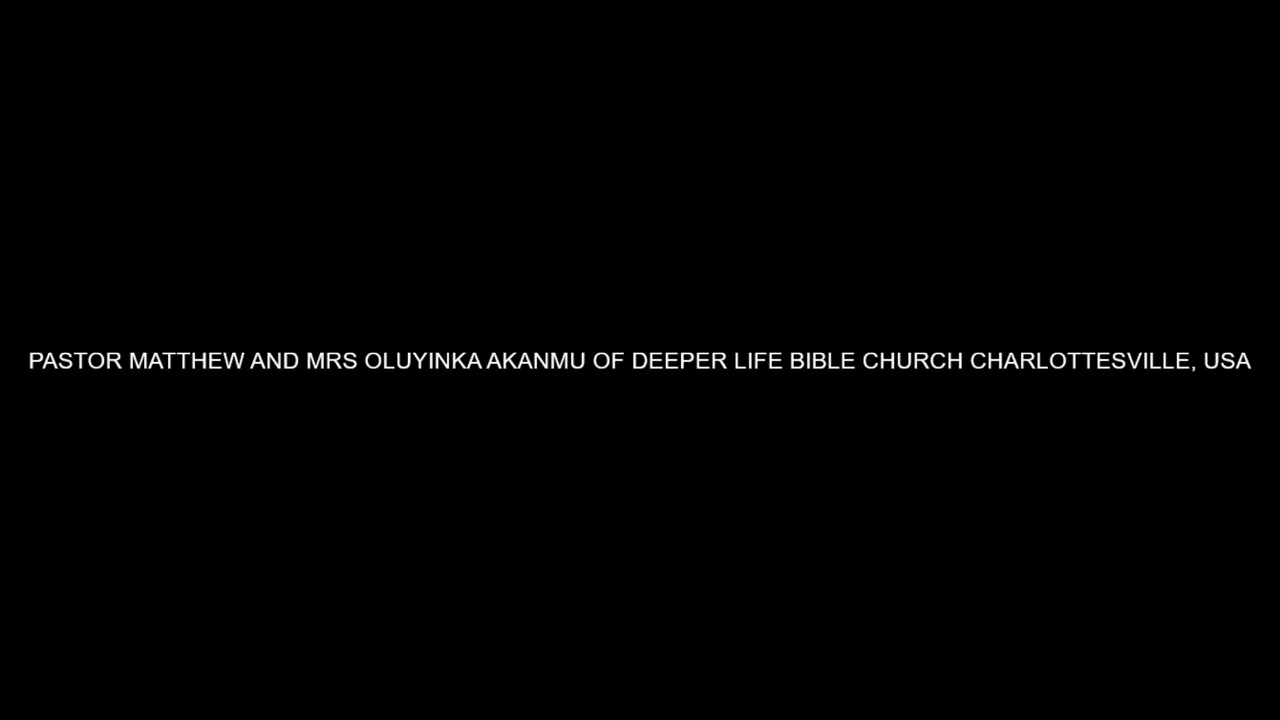 PASTOR MATTHEW AND MRS OLUYINKA AKANMU OF DEEPER LIFE BIBLE CHURCH CHARLOTTESVILLE, USA